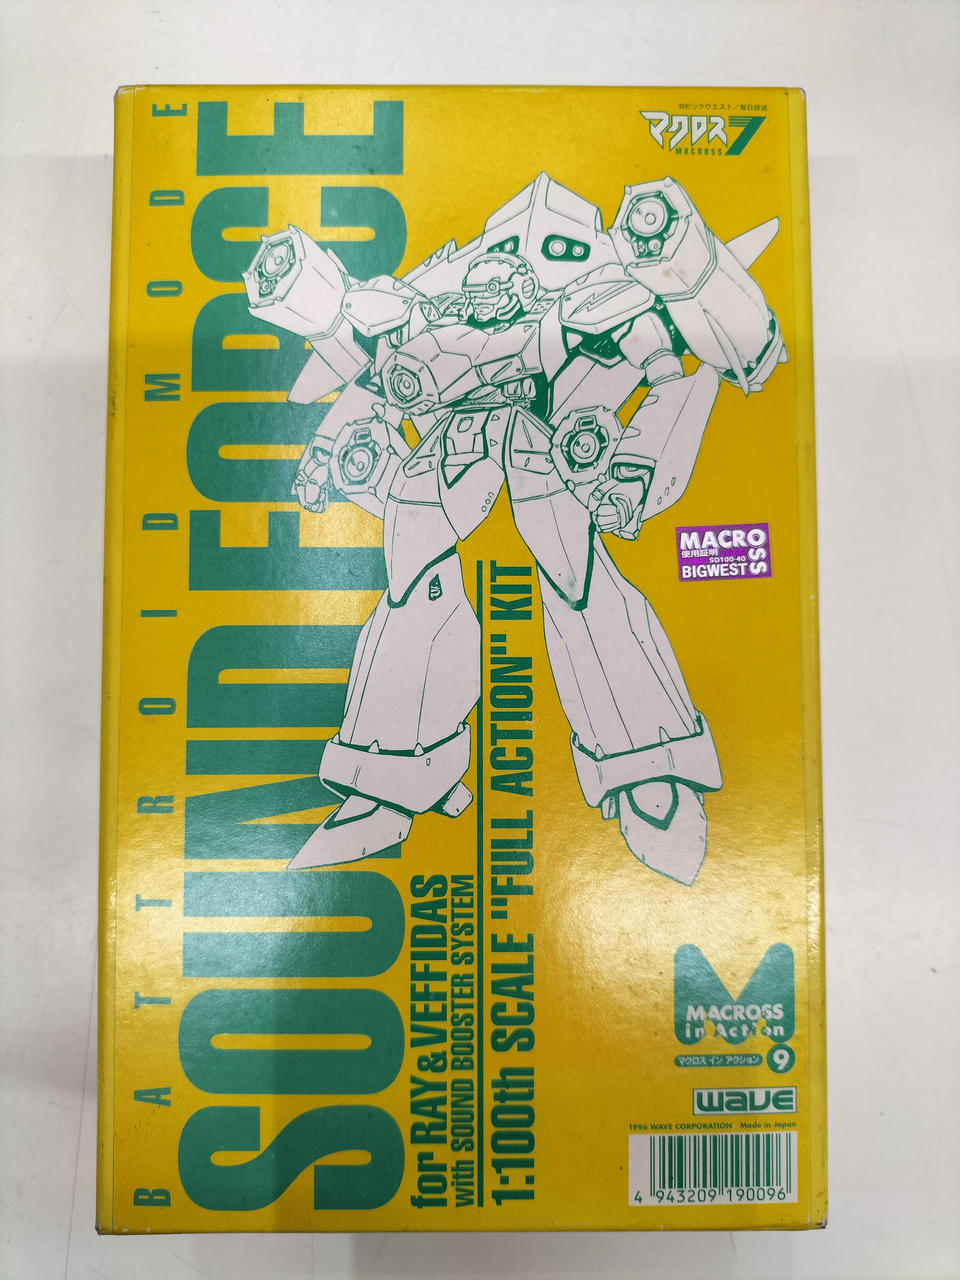 ©ビックウエスト／毎日放送
マクロス7
MACROSS
BATTROID MODE
SOUND FORCE
for RAY & VEFFIDAS
with SOUND BOOSTER SYSTEM
1:100th SCALE "FULL ACTION" KIT
MACROSS
使用証明
SD100-40
BIGWEST
MACROSS
in Action
マクロス イン アクション 9
WAVE
1996 WAVE CORPORATION Made in Japan
4 943209 190096